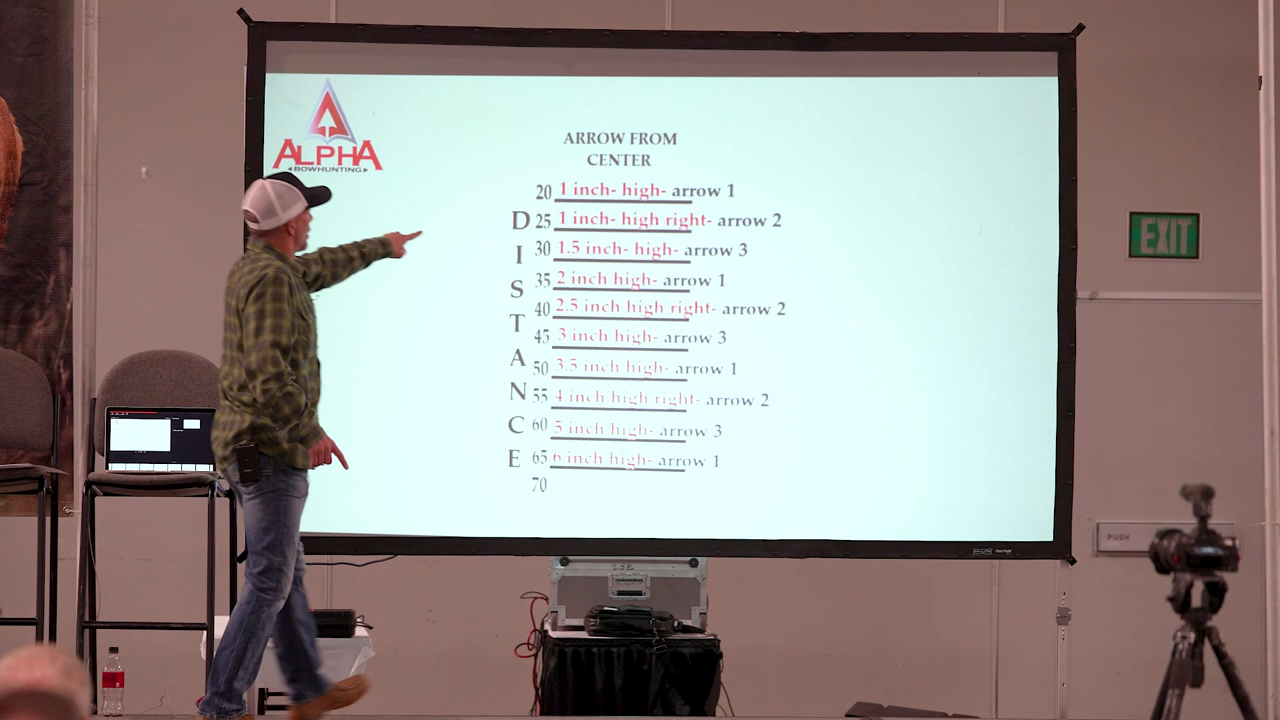 ALPHA
BOWHUNTING
ARROW FROM
CENTER
DISTANCE
20 1 inch- high- arrow 1
25 1 inch- high right- arrow 2
30 1.5 inch- high- arrow 3
35 2 inch high- arrow 1
40 2.5 inch high right- arrow 2
45 3 inch high- arrow 3
50 3.5 inch high- arrow 1
55 4 inch high right- arrow 2
60 5 inch high- arrow 3
65 6 inch high- arrow 1
70
EXIT
PUSH